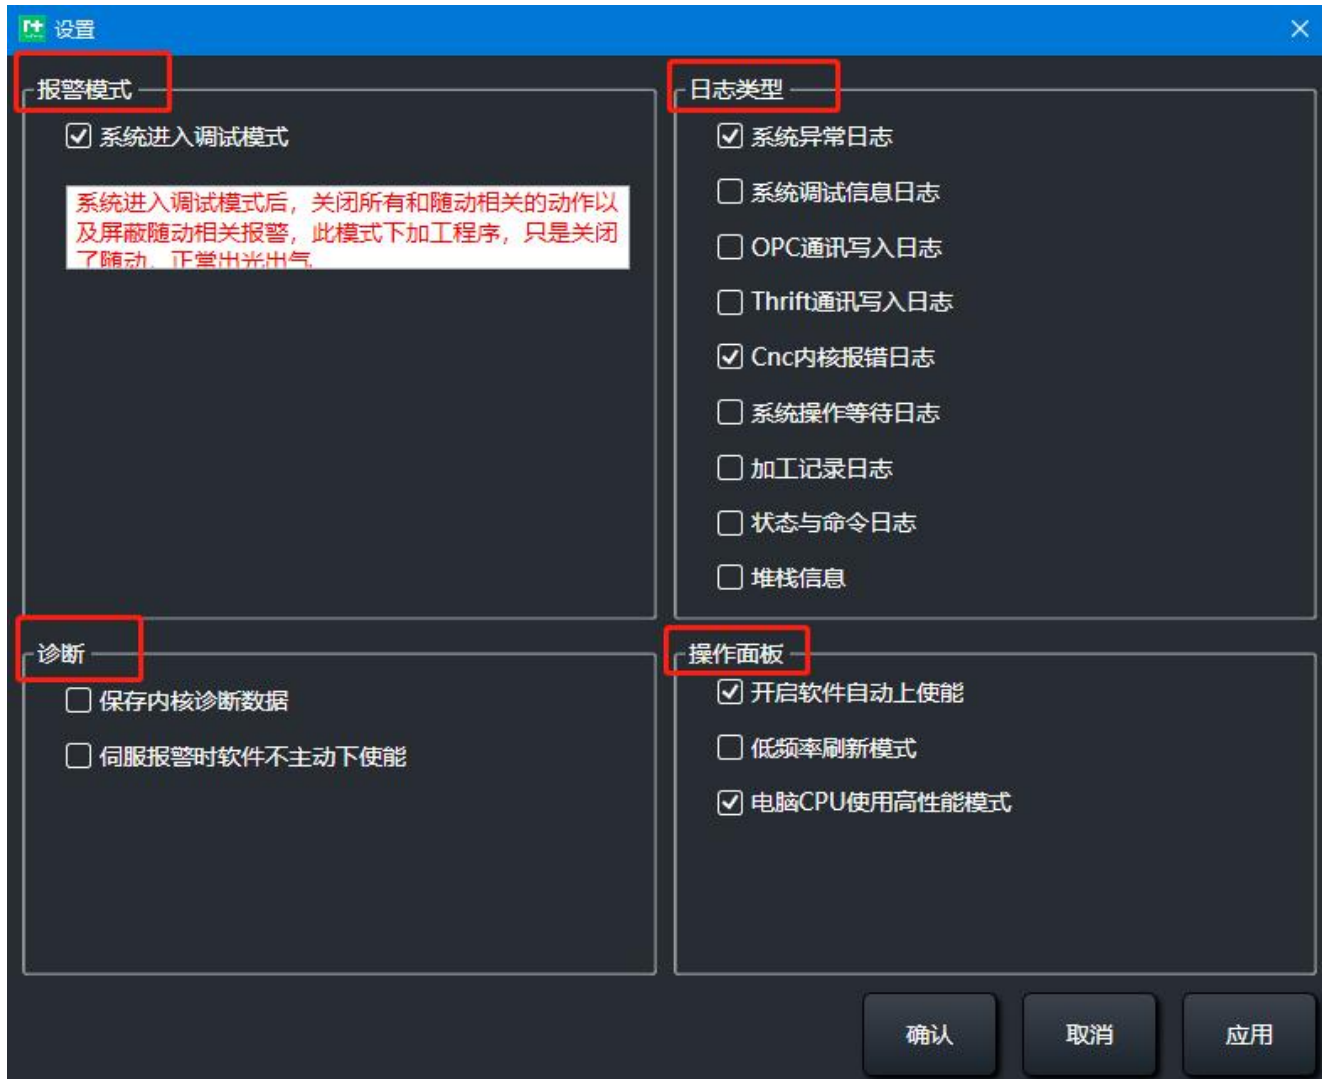 设置
报警模式
系统进入调试模式
系统进入调试模式后，关闭所有和随动相关的动作以
及屏蔽随动相关报警，此模式下加工程序，只是关闭
了随动，正常出光出气
日志类型
系统异常日志
系统调试信息日志
OPC通讯写入日志
Thrift通讯写入日志
Cnc内核报错日志
系统操作等待日志
加工记录日志
状态与命令日志
堆栈信息
诊断
保存内核诊断数据
伺服报警时软件不主动下使能
操作面板
开启软件自动上使能
低频率刷新模式
电脑CPU使用高性能模式
确认
取消
应用